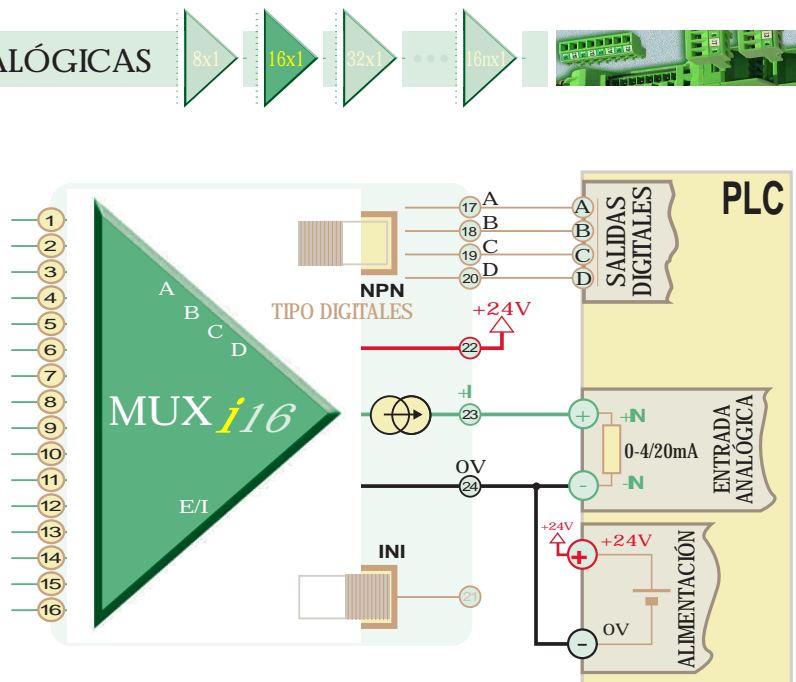 ALÓGICAS
8x1
16x1
32x1
16nx1
PLC
1
2
3
4
5
6
7
8
9
10
11
12
13
14
15
16
A
B
C
D
MUX i16
E/I
NPN
TIPO DIGITALES
17 A
18 B
19 C
20 D
A
B
C
D
SALIDAS
DIGITALES
+24V
22
+I
23
+
+IN
0-4/20mA
-IN
-
ENTRADA
ANALÓGICA
0V
24
INI
21
+24V
+
+24V
0V
-
ALIMENTACIÓN